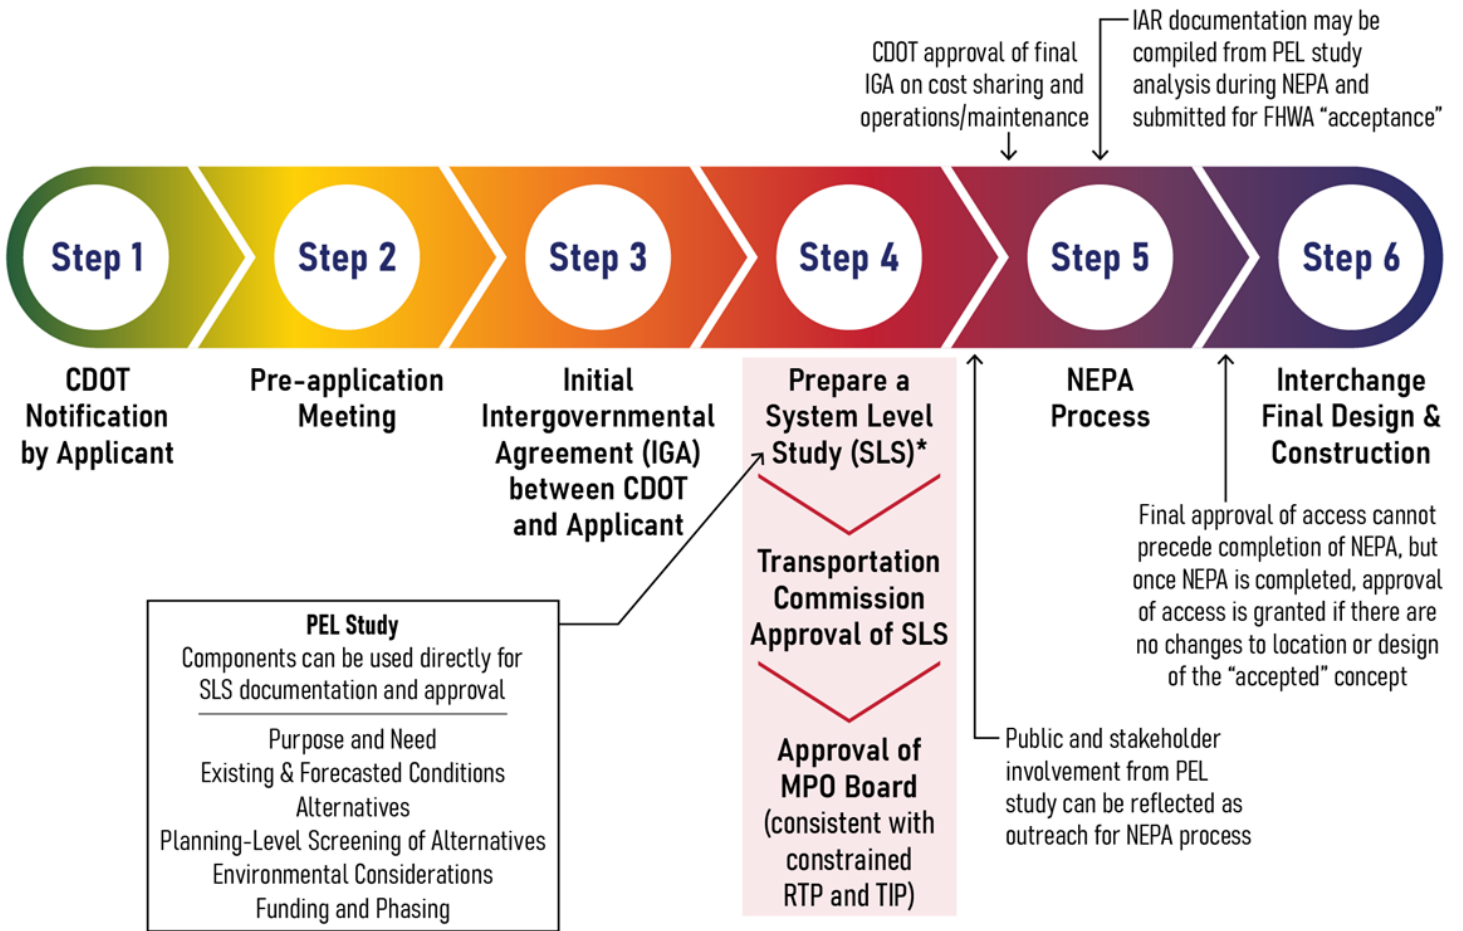 CDOT approval of final
IGA on cost sharing and
operations/maintenance
IAR documentation may be
compiled from PEL study
analysis during NEPA and
submitted for FHWA “acceptance”
Step 1
Step 2
Step 3
Step 4
Step 5
Step 6
CDOT
Notification
by Applicant
Pre-application
Meeting
Initial
Intergovernmental
Agreement (IGA)
between CDOT
and Applicant
Prepare a
System Level
Study (SLS)*
Transportation
Commission
Approval of SLS
Approval of
MPO Board
(consistent with
constrained
RTP and TIP)
NEPA
Process
Interchange
Final Design &
Construction
Final approval of access cannot
precede completion of NEPA, but
once NEPA is completed, approval
of access is granted if there are
no changes to location or design
of the “accepted” concept
Public and stakeholder
involvement from PEL
study can be reflected as
outreach for NEPA process
PEL Study
Components can be used directly for
SLS documentation and approval
Purpose and Need
Existing & Forecasted Conditions
Alternatives
Planning-Level Screening of Alternatives
Environmental Considerations
Funding and Phasing